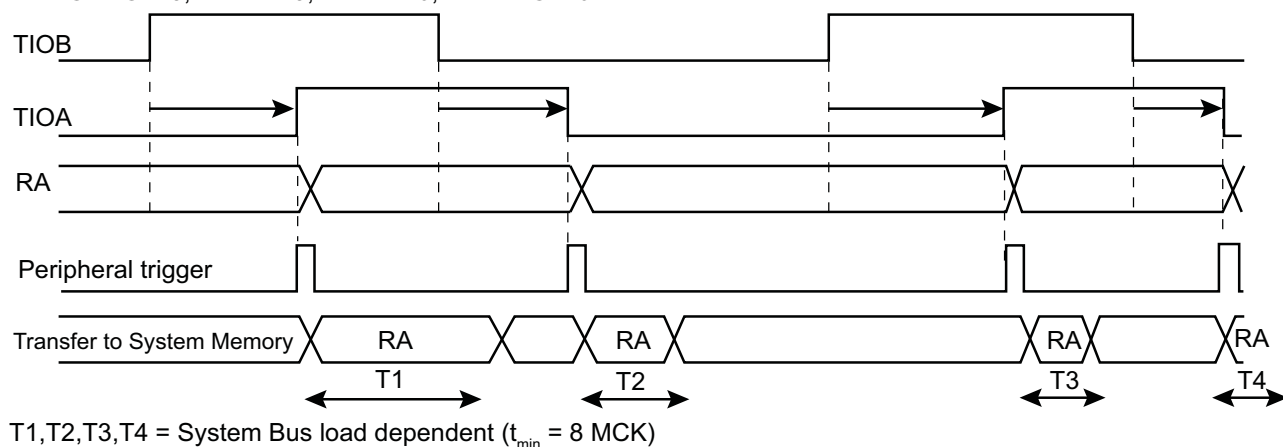 TIOB
TIOA
RA
Peripheral trigger
Transfer to System Memory RA RA RA RA
T1 T2 T3 T4
T1,T2,T3,T4 = System Bus load dependent (tmin = 8 MCK)